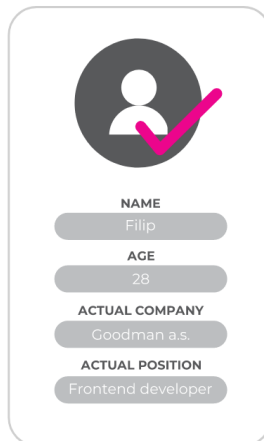 NAME
Filip
AGE
28
ACTUAL COMPANY
Goodman a.s.
ACTUAL POSITION
Frontend developer